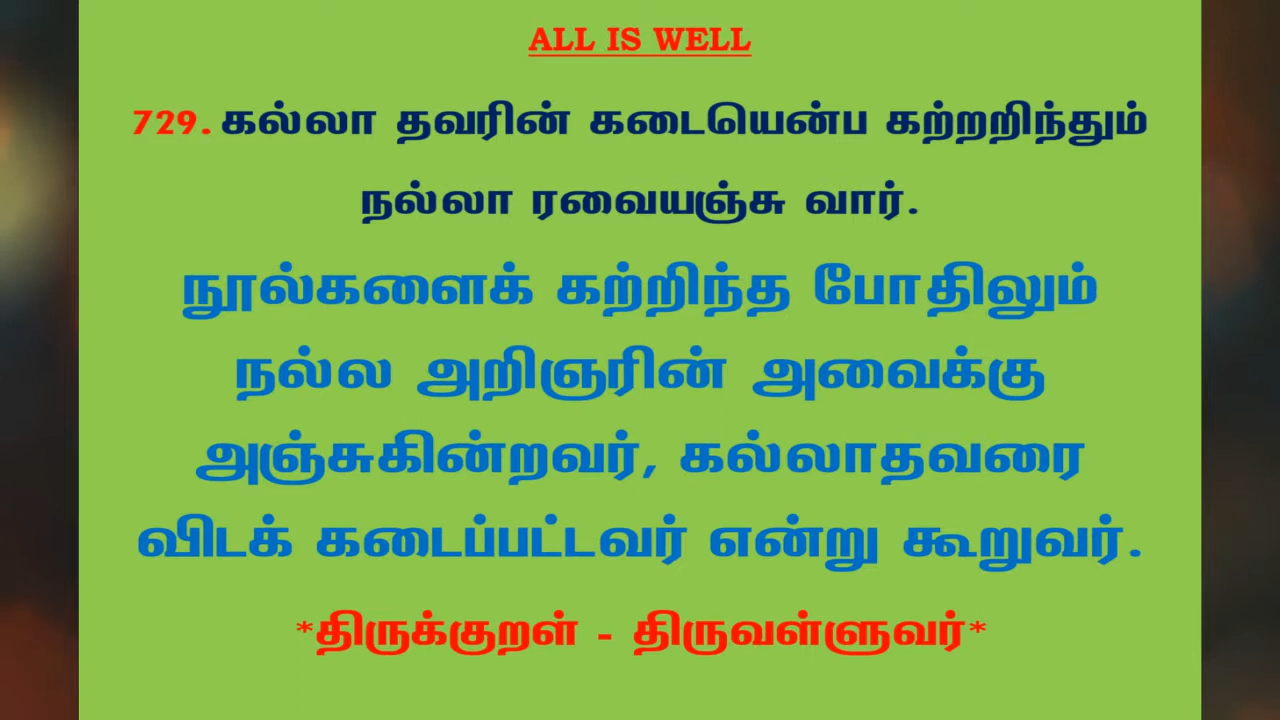 ALL IS WELL
729. கல்லா தவரின் கடையென்ப கற்றறிந்தும்
நல்லா ரவையஞ்சு வார்.
நூல்களைக் கற்றிந்த போதிலும்
நல்ல அறிஞரின் அவைக்கு
அஞ்சுகின்றவர், கல்லாதவரை
விடக் கடைப்பட்டவர் என்று கூறுவர்.
*திருக்குறள் - திருவள்ளுவர்*